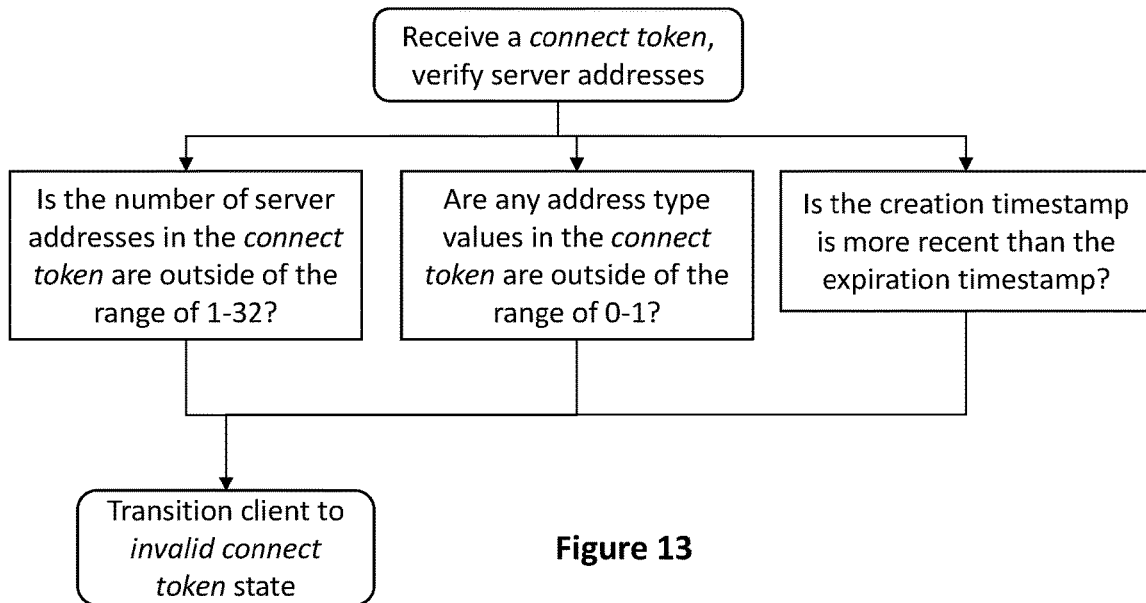 Receive a connect token,
verify server addresses
Is the number of server
addresses in the connect
token are outside of the
range of 1-32?
Are any address type
values in the connect
token are outside of the
range of 0-1?
Is the creation timestamp
is more recent than the
expiration timestamp?
Transition client to
invalid connect
token state
Figure 13